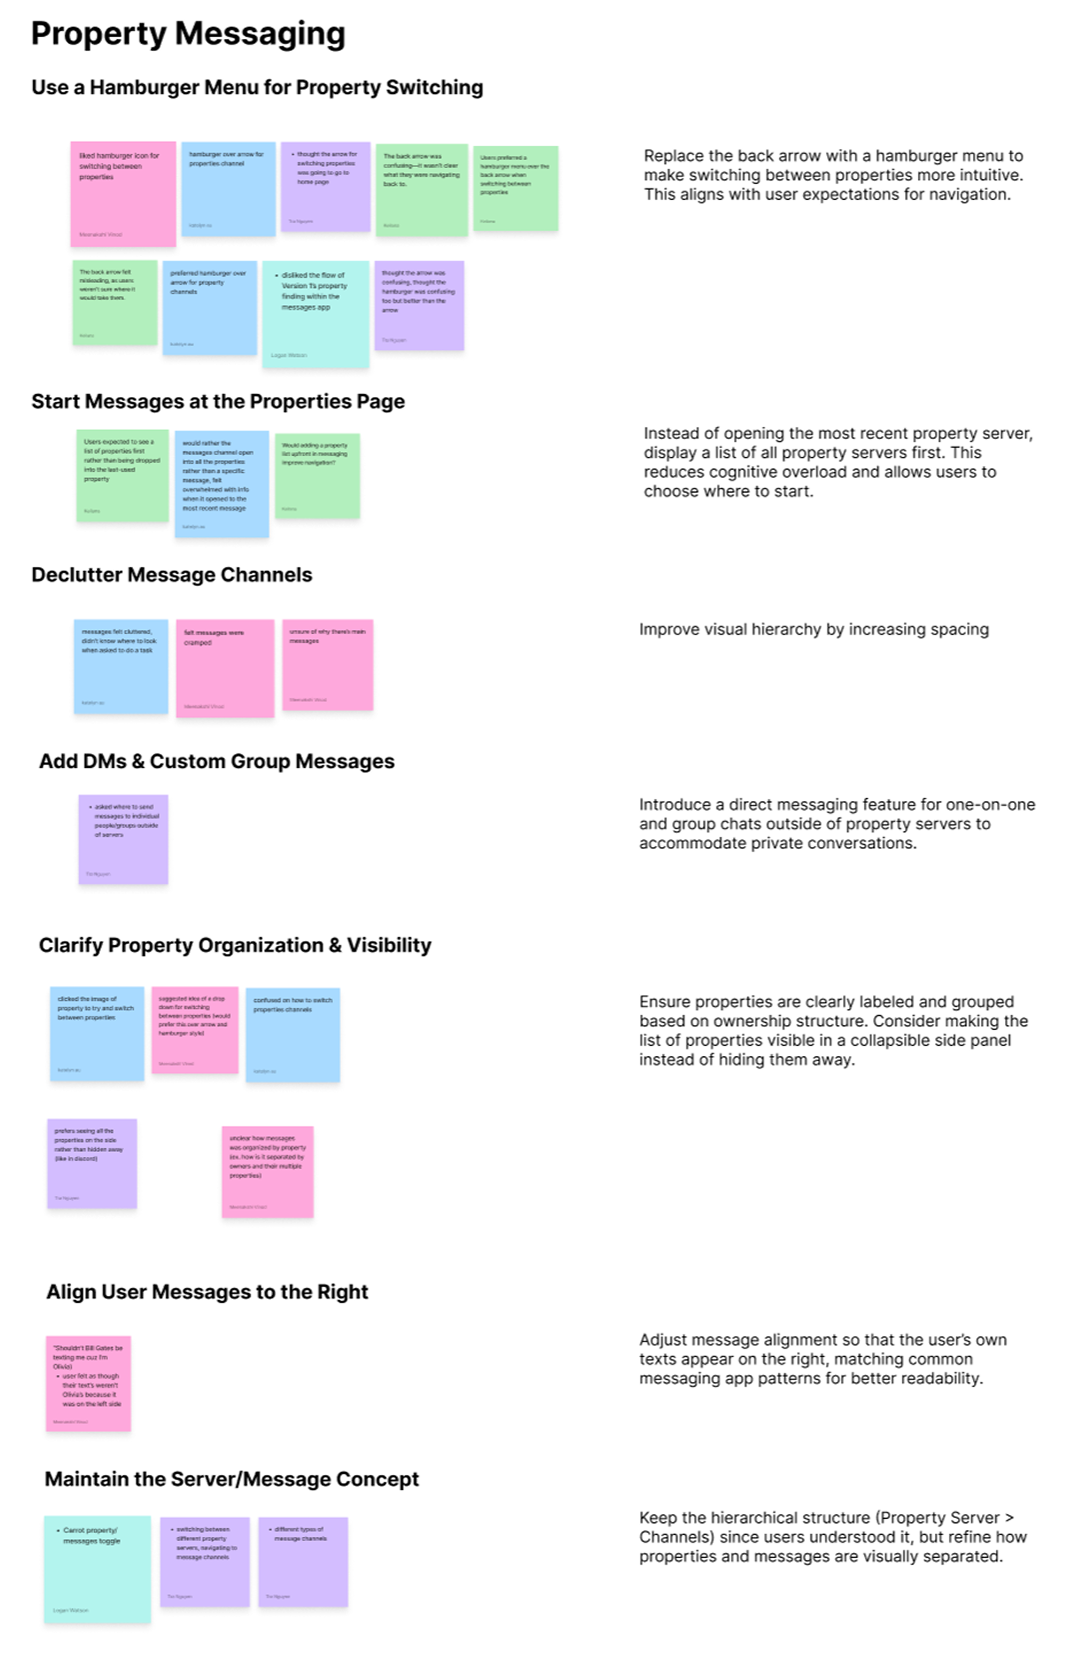 Property Messaging
Use a Hamburger Menu for Property Switching
liked hamburger icon for
switching between
properties
Meenakshi Vinod
hamburger over arrow for
properties channel
katelyn au
• thought the arrow for
switching properties
was going to go to
home page
Tia Nguyen
The back arrow was
confusing—it wasn't clear
what they were navigating
back to.
Users preferred a
hamburger menu over the
back arrow when
switching between
properties
Replace the back arrow with a hamburger menu to
make switching between properties more intuitive.
This aligns with user expectations for navigation.
The back arrow felt
misleading, as users
weren't sure where it
would take them.
preferred hamburger over
arrow for property
channels
katelyn au
• disliked the flow of
Version 1's property
finding within the
messages app
Logan Watson
thought the arrow was
confusing, thought the
hamburger was confusing
too but better than the
arrow
Tia Nguyen
Start Messages at the Properties Page
Users expected to see a
list of properties first
rather than being dropped
into the last-used
property
would rather the
messages channel open
into all the properties
rather than a specific
message, felt
overwhelmed with info
when it opened to the
most recent message
katelyn au
Would adding a property
list upfront in messaging
improve navigation?
Instead of opening the most recent property server,
display a list of all property servers first. This
reduces cognitive overload and allows users to
choose where to start.
Declutter Message Channels
messages felt cluttered,
didn't know where to look
when asked to do a task
katelyn au
felt messages were
cramped
Meenakshi Vinod
unsure of why there's main
messages
Meenakshi Vinod
Improve visual hierarchy by increasing spacing
Add DMs & Custom Group Messages
• asked where to send
messages to individual
people/groups outside
of servers
Tia Nguyen
Introduce a direct messaging feature for one-on-one
and group chats outside of property servers to
accommodate private conversations.
Clarify Property Organization & Visibility
clicked the image of
property to try and switch
between properties
katelyn au
suggested idea of a drop
down for switching
between properties (would
prefer this over arrow and
hamburger style)
Meenakshi Vinod
confused on how to switch
properties channels
katelyn au
Ensure properties are clearly labeled and grouped
based on ownership structure. Consider making the
list of properties visible in a collapsible side panel
instead of hiding them away.
prefers seeing all the
properties on the side
rather than hidden away
(like in discord)
Tia Nguyen
unclear how messages
was organized by property
(ex. how is it separated by
owners and their multiple
properties)
Meenakshi Vinod
Align User Messages to the Right
"Shouldn't Bill Gates be
texting me cuz I'm
Olivia)
• user felt as though
their text's weren't
Olivia's because it
was on the left side
Meenakshi Vinod
Adjust message alignment so that the user's own
texts appear on the right, matching common
messaging app patterns for better readability.
Maintain the Server/Message Concept
• Carrot property/
messages toggle
Logan Watson
• switching between
different property
servers, navigating to
message channels
Tia Nguyen
• different types of
message channels
Tia Nguyen
Keep the hierarchical structure (Property Server >
Channels) since users understood it, but refine how
properties and messages are visually separated.